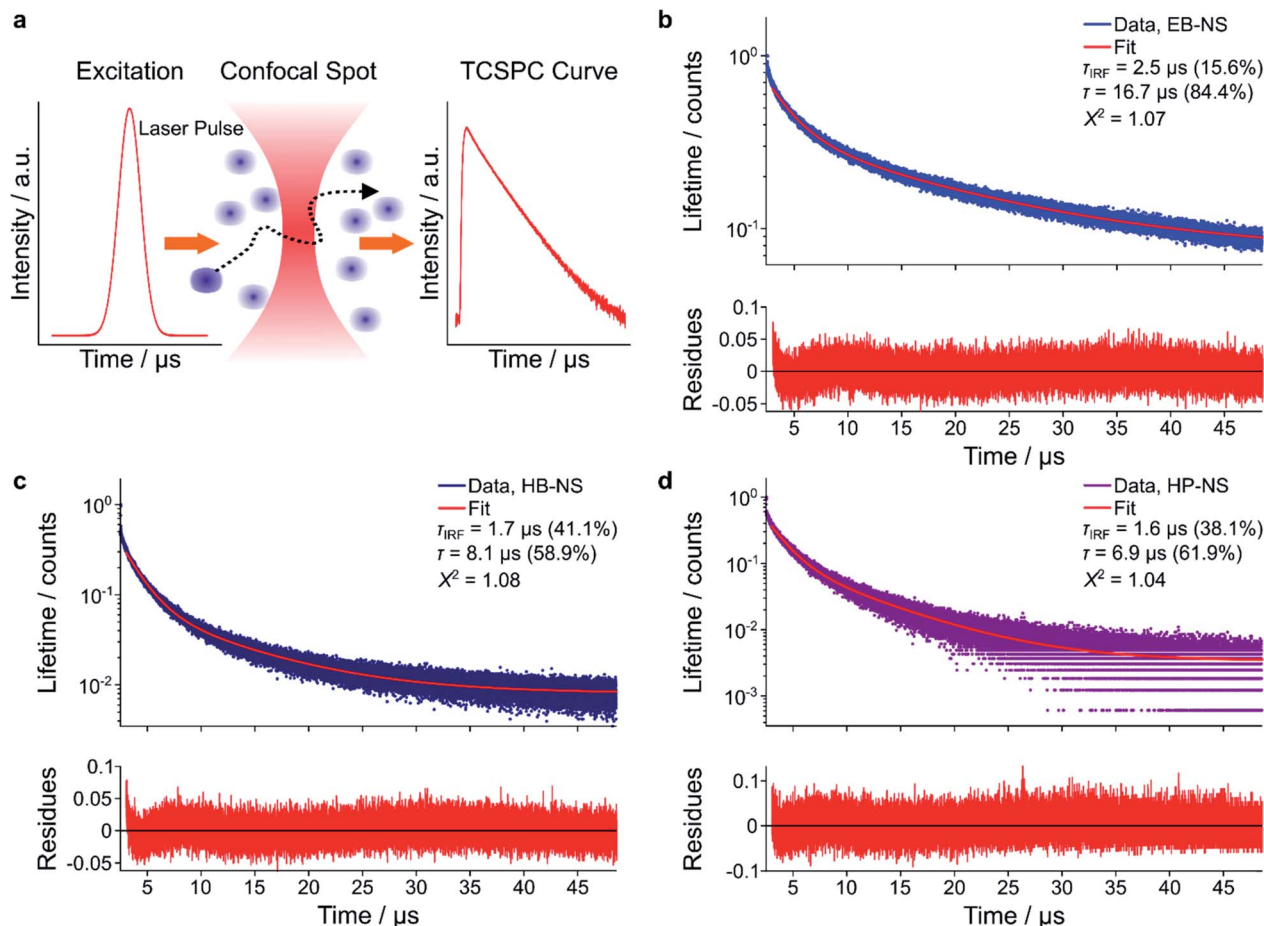 a
Excitation
Confocal Spot
TCSPC Curve
Laser Pulse
Intensity / a.u.
Intensity / a.u.
Time / µs
Time / µs
b
Data, EB-NS
Fit
τIRF = 2.5 µs (15.6%)
τ = 16.7 µs (84.4%)
X² = 1.07
Lifetime / counts
10⁰
10⁻¹
Residues
0.1
0.05
0
-0.05
5 10 15 20 25 30 35 40 45
Time / µs
c
Data, HB-NS
Fit
τIRF = 1.7 µs (41.1%)
τ = 8.1 µs (58.9%)
X² = 1.08
Lifetime / counts
10⁰
10⁻¹
10⁻²
Residues
0.1
0.05
0
-0.05
5 10 15 20 25 30 35 40 45
Time / µs
d
Data, HP-NS
Fit
τIRF = 1.6 µs (38.1%)
τ = 6.9 µs (61.9%)
X² = 1.04
Lifetime / counts
10⁰
10⁻¹
10⁻²
10⁻³
Residues
0.1
0
-0.1
5 10 15 20 25 30 35 40 45
Time / µs